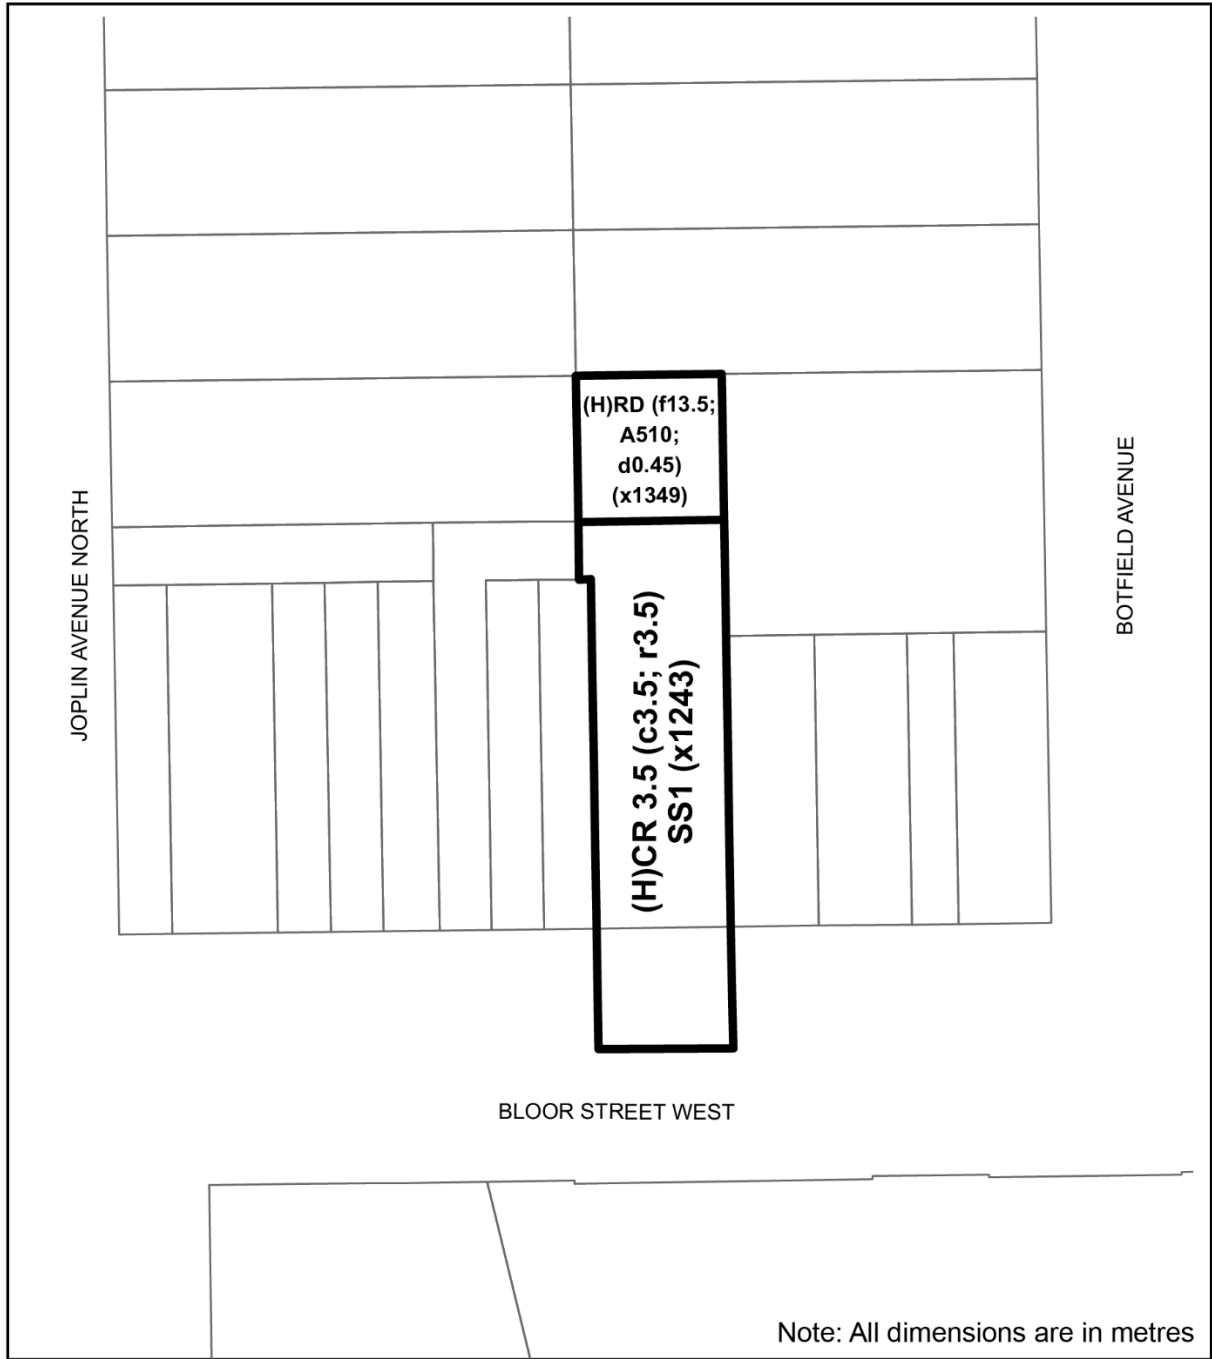 (H)RD (f13.5;
A510;
d0.45)
(x1349)
JOPLIN AVENUE NORTH
BOTFIELD AVENUE
(H)CR 3.5 (c3.5; r3.5)
SS1 (x1243)
BLOOR STREET WEST
Note: All dimensions are in metres